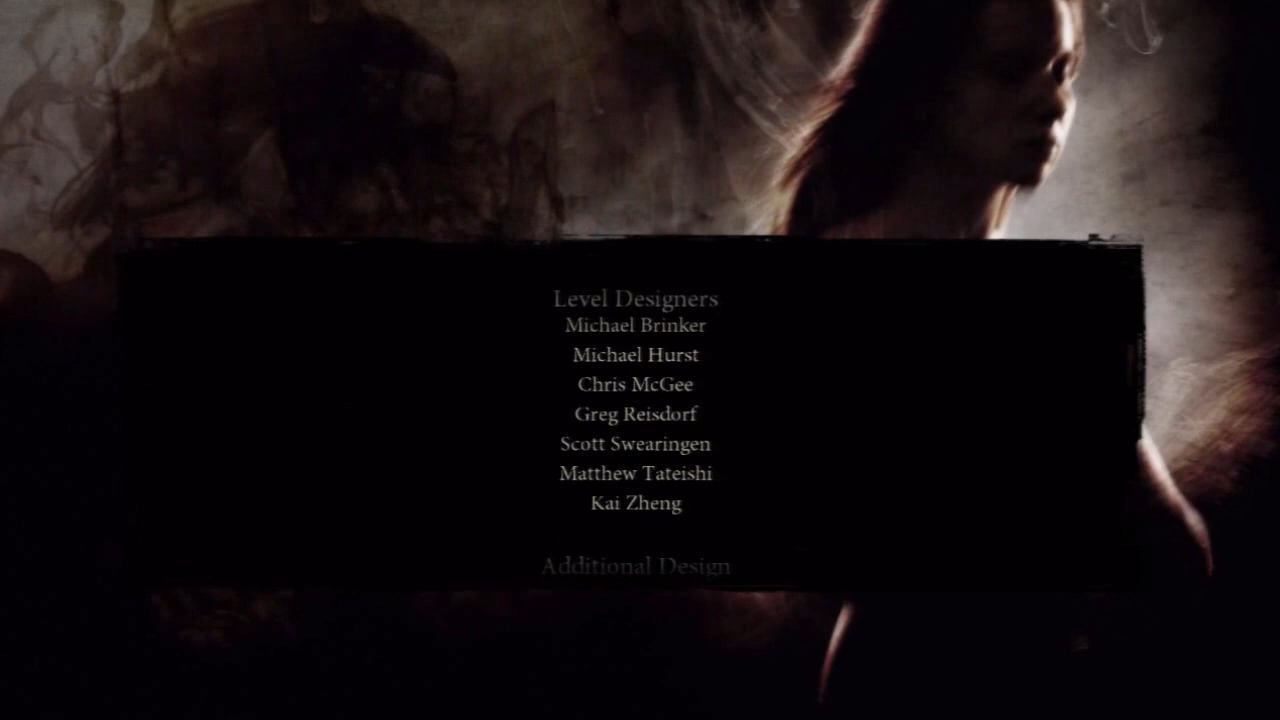 Level Designers
Michael Brinker
Michael Hurst
Chris McGee
Greg Reisdorf
Scott Swearingen
Matthew Tateishi
Kai Zheng
Additional Design